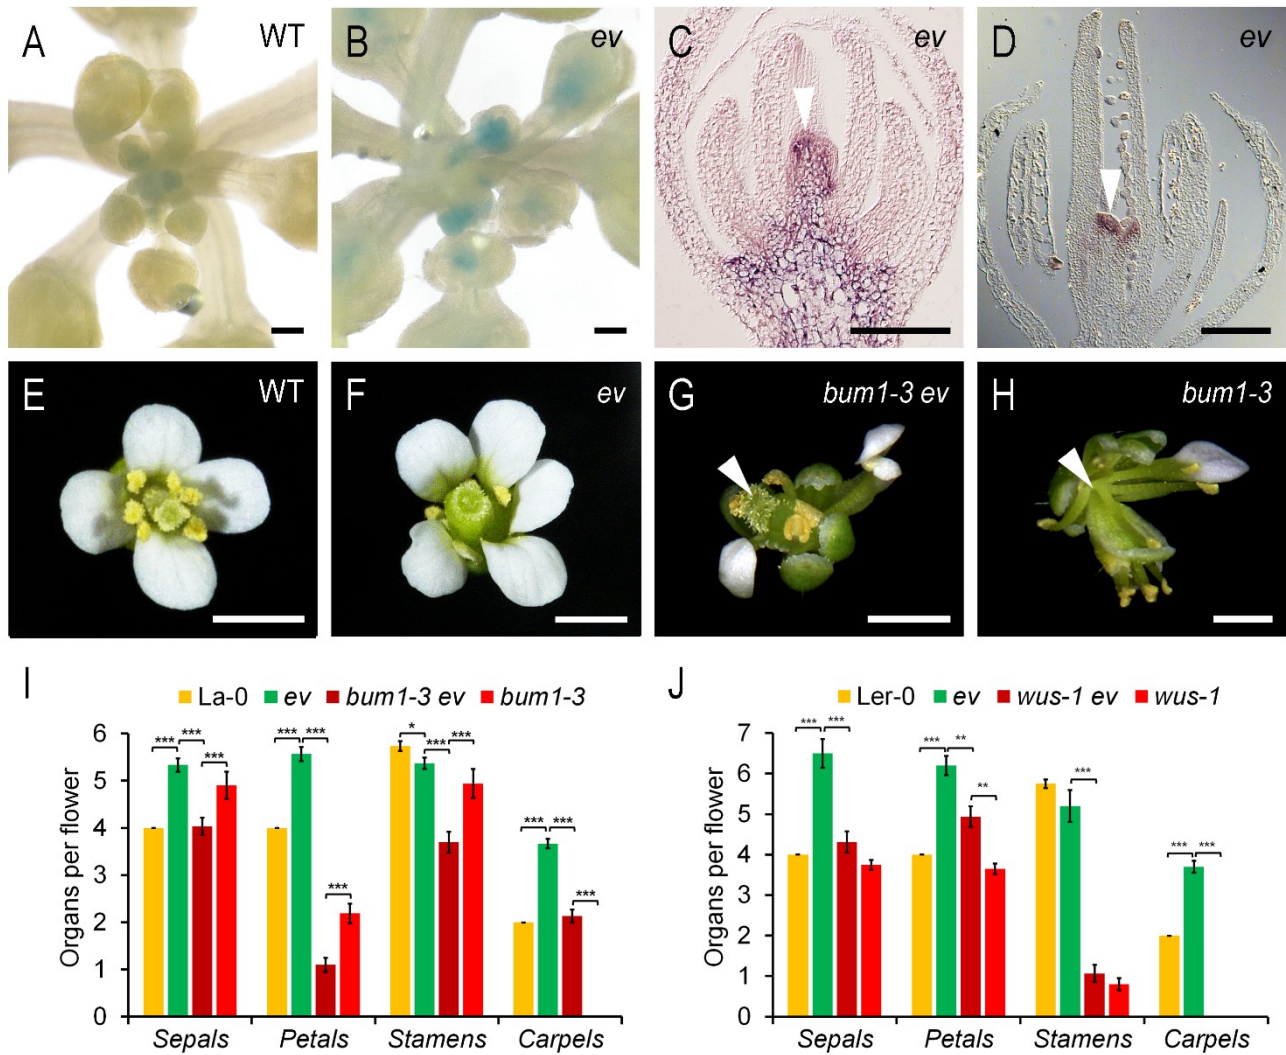 A WT
B ev
C ev
D ev
E WT
F ev
G bum1-3 ev
H bum1-3
I
La-0 ev bum1-3 ev bum1-3
Organs per flower
6
5
4
3
2
1
0
*** *** ***
*** *** ***
* *** ***
*** *** ***
Sepals Petals Stamens Carpels
J
Ler-0 ev wus-1 ev wus-1
Organs per flower
7
6
5
4
3
2
1
0
*** ***
*** ** **
***
*** ***
Sepals Petals Stamens Carpels